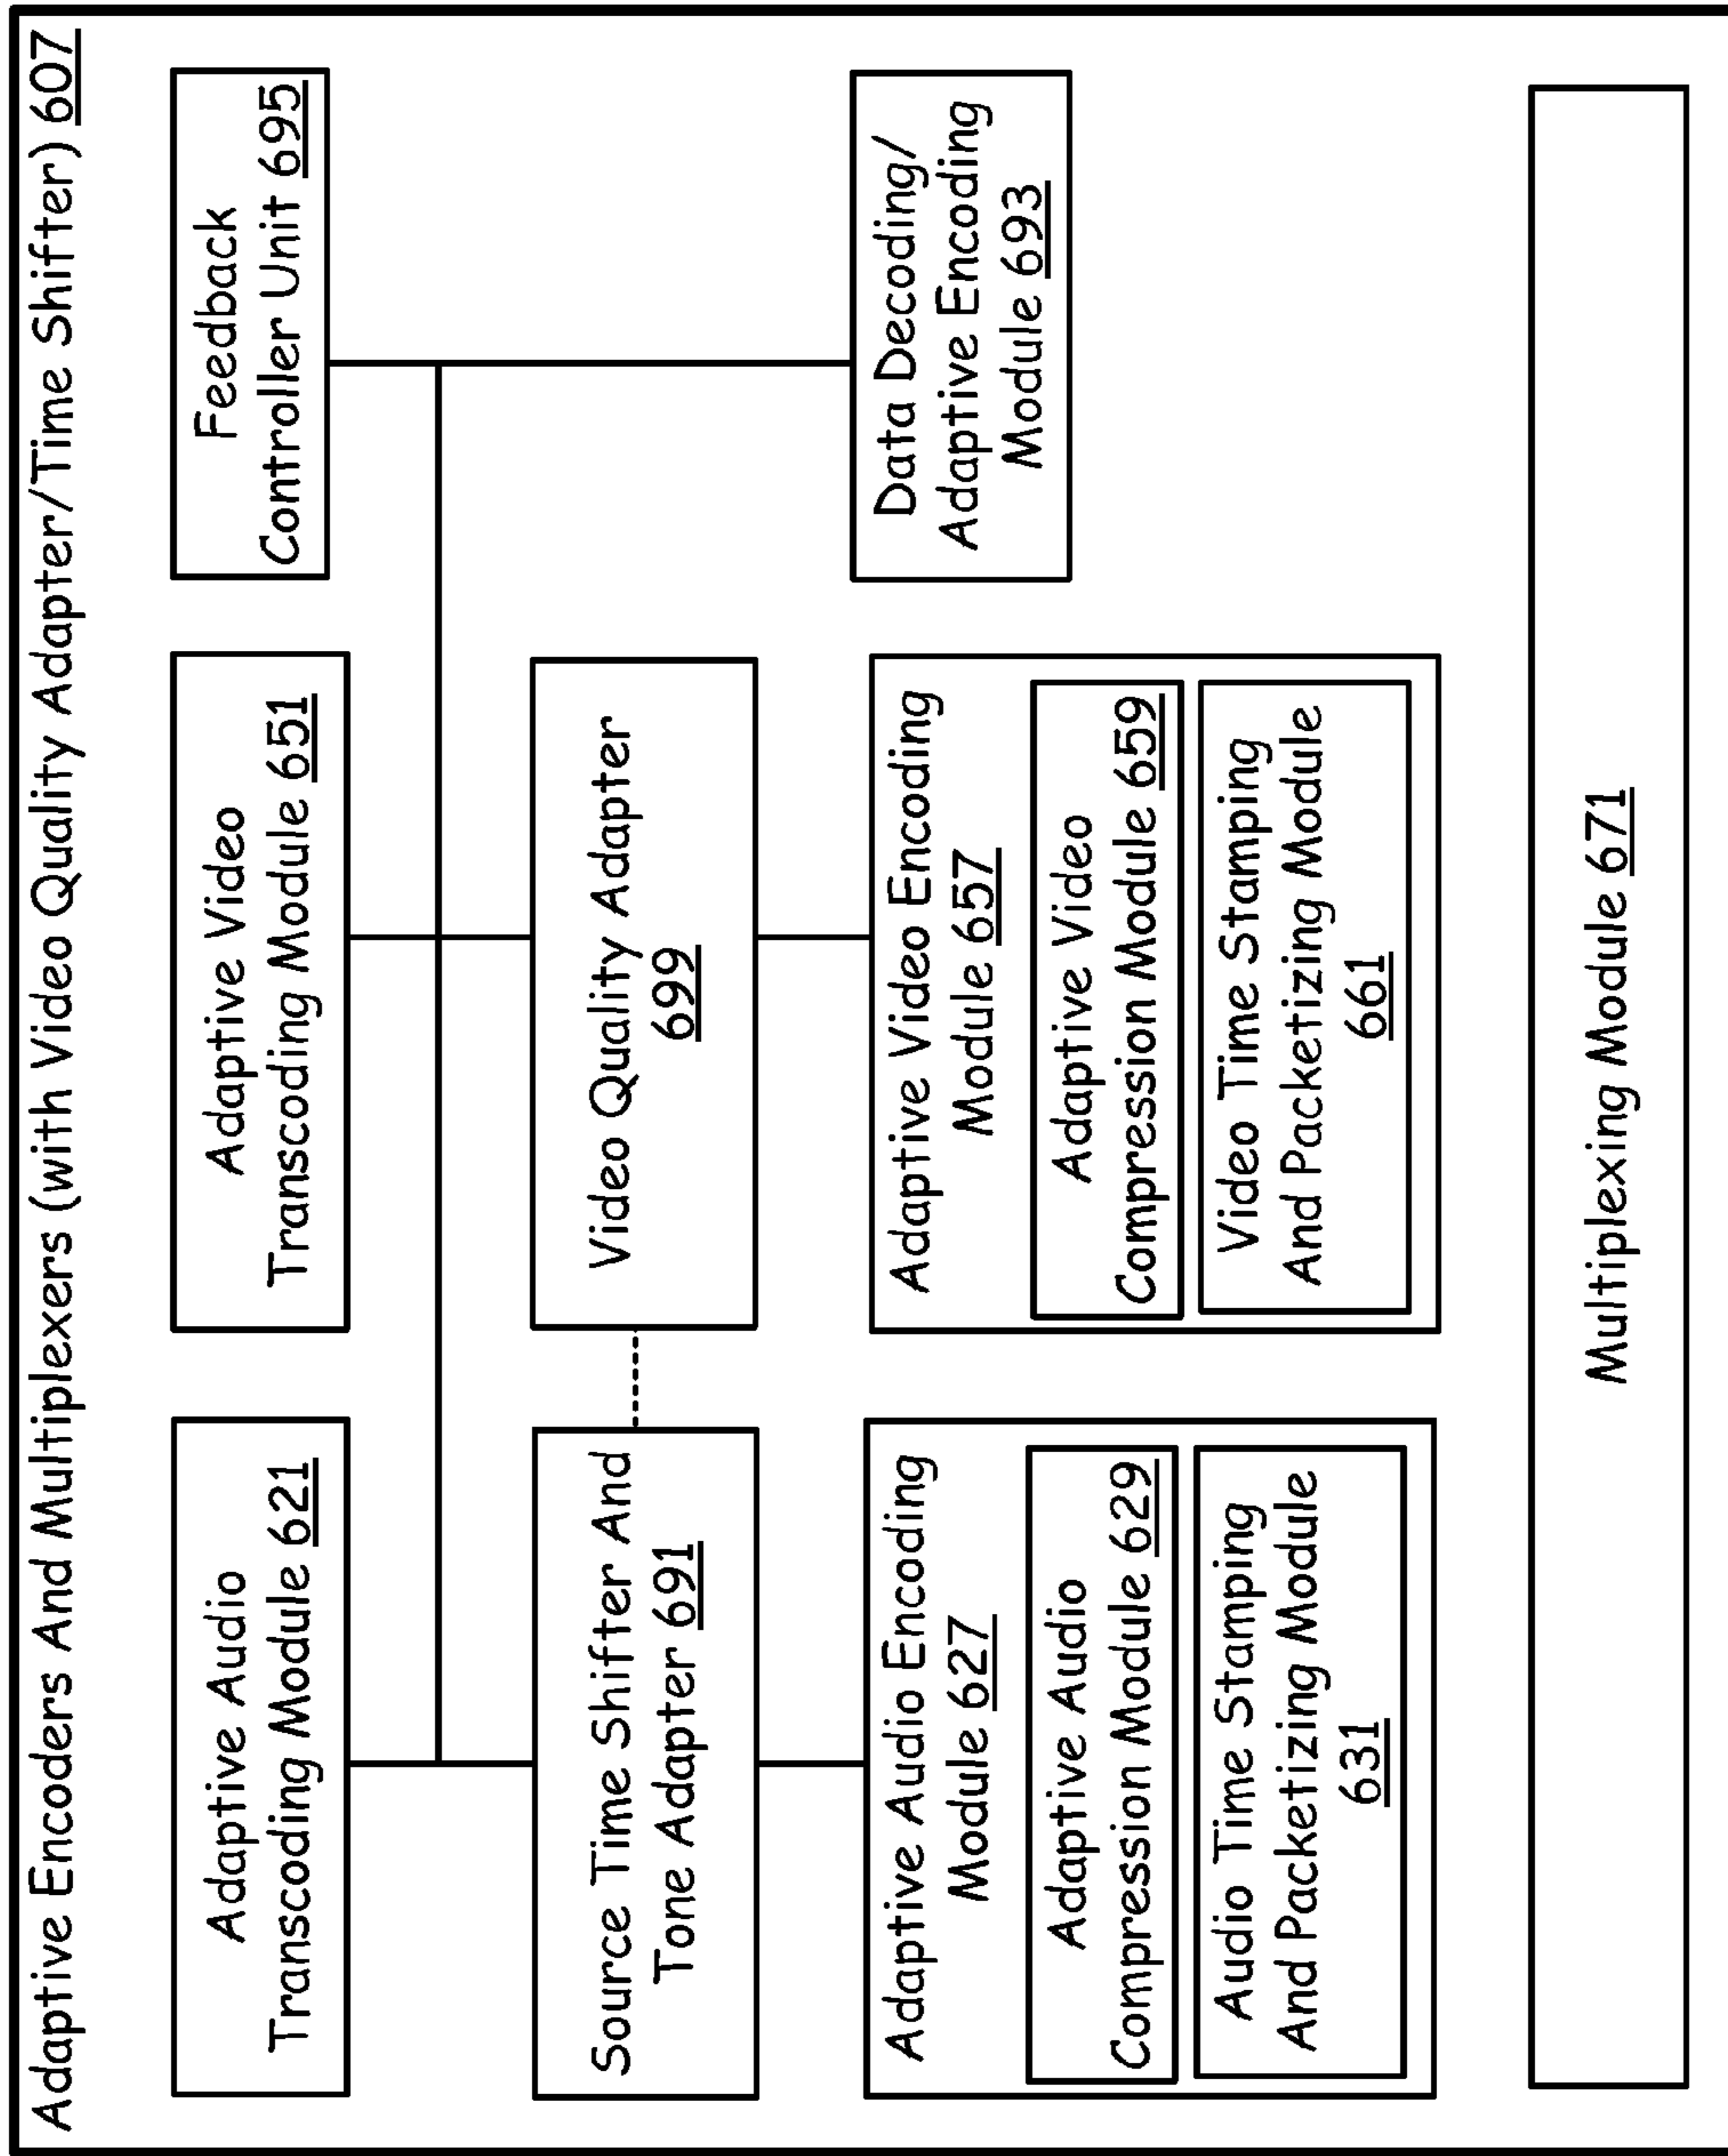 Adaptive Encoders And Multiplexers (with Video Quality Adapter/Time Shifter) 607
Adaptive Audio
Transcoding Module 621
Adaptive Video
Transcoding Module 651
Feedback
Controller Unit 695
Source Time Shifter And
Tone Adapter 691
Video Quality Adapter
699
Adaptive Audio Encoding
Module 627
Adaptive Audio
Compression Module 629
Audio Time Stamping
And Packetizing Module
631
Adaptive Video Encoding
Module 657
Adaptive Video
Compression Module 659
Video Time Stamping
And Packetizing Module
661
Data Decoding/
Adaptive Encoding
Module 693
Multiplexing Module 671